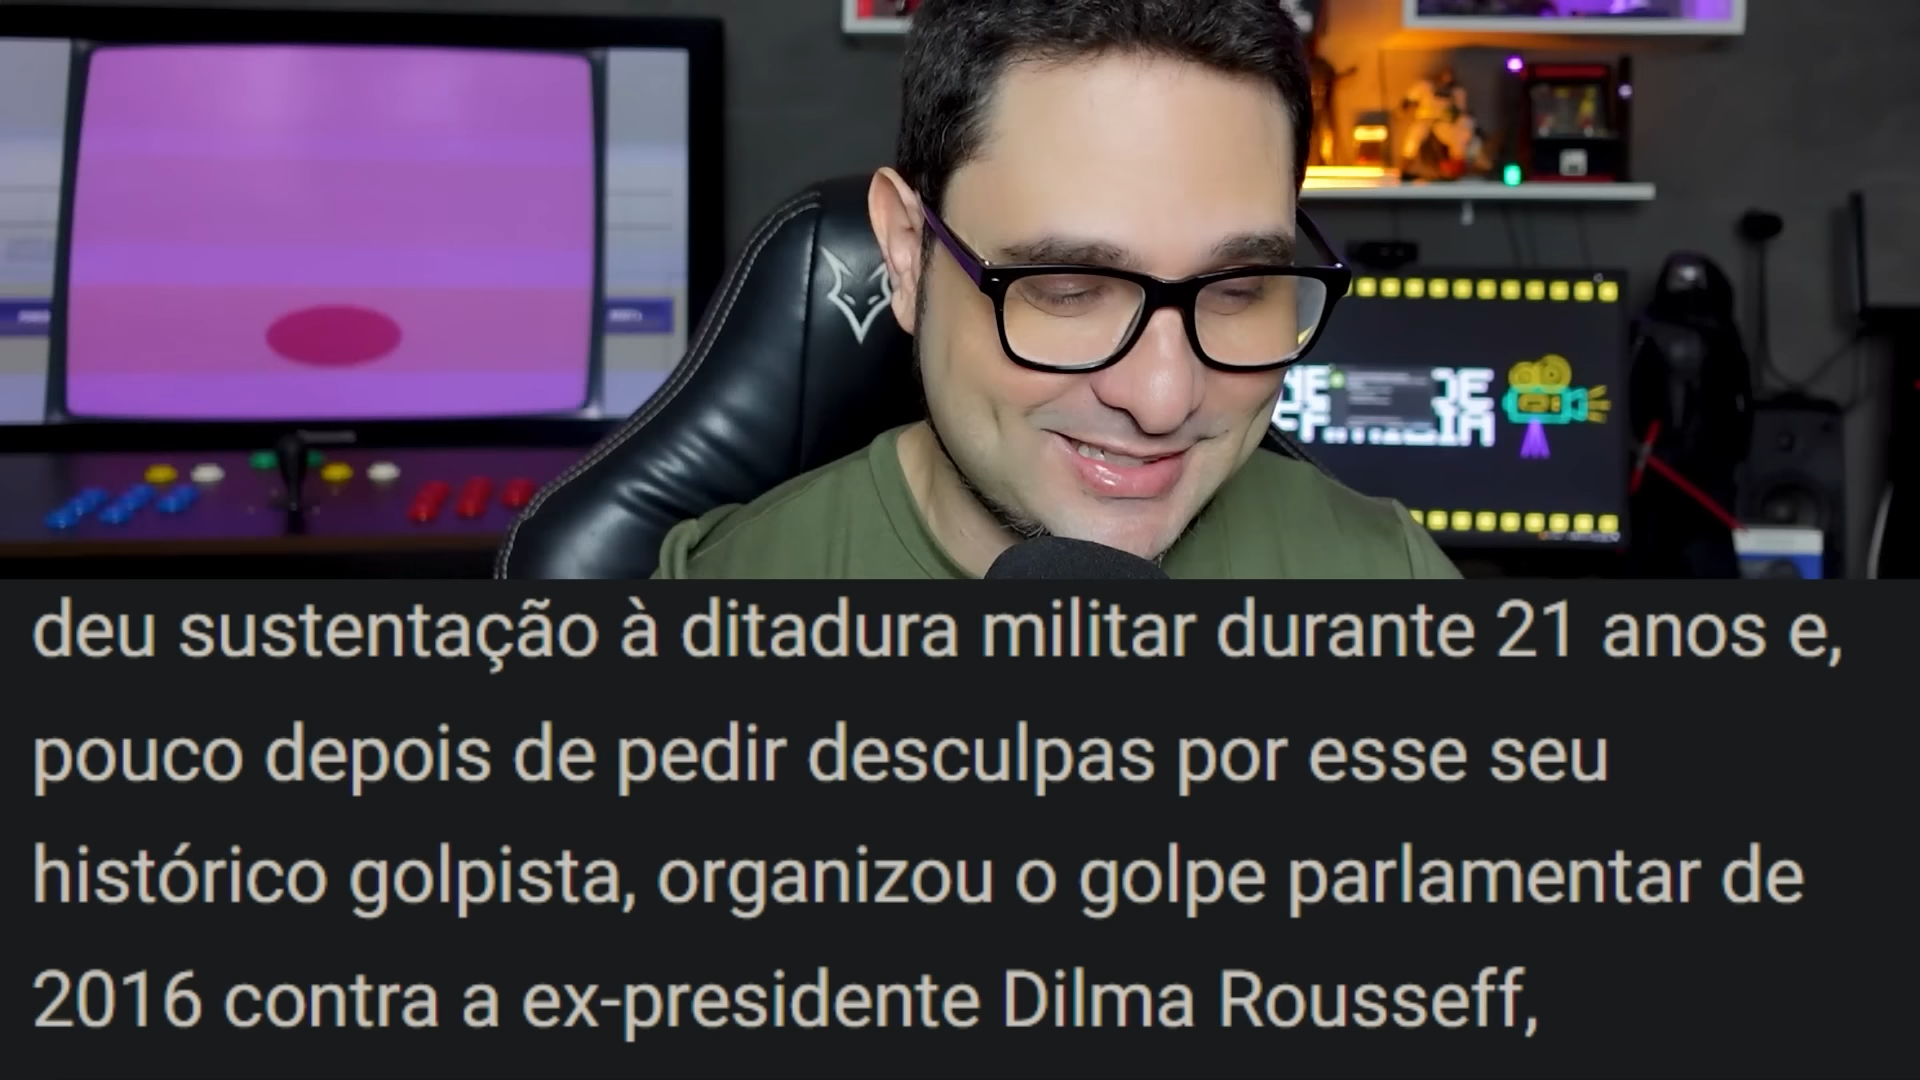 deu sustentação à ditadura militar durante 21 anos e,
pouco depois de pedir desculpas por esse seu
histórico golpista, organizou o golpe parlamentar de
2016 contra a ex-presidente Dilma Rousseff,